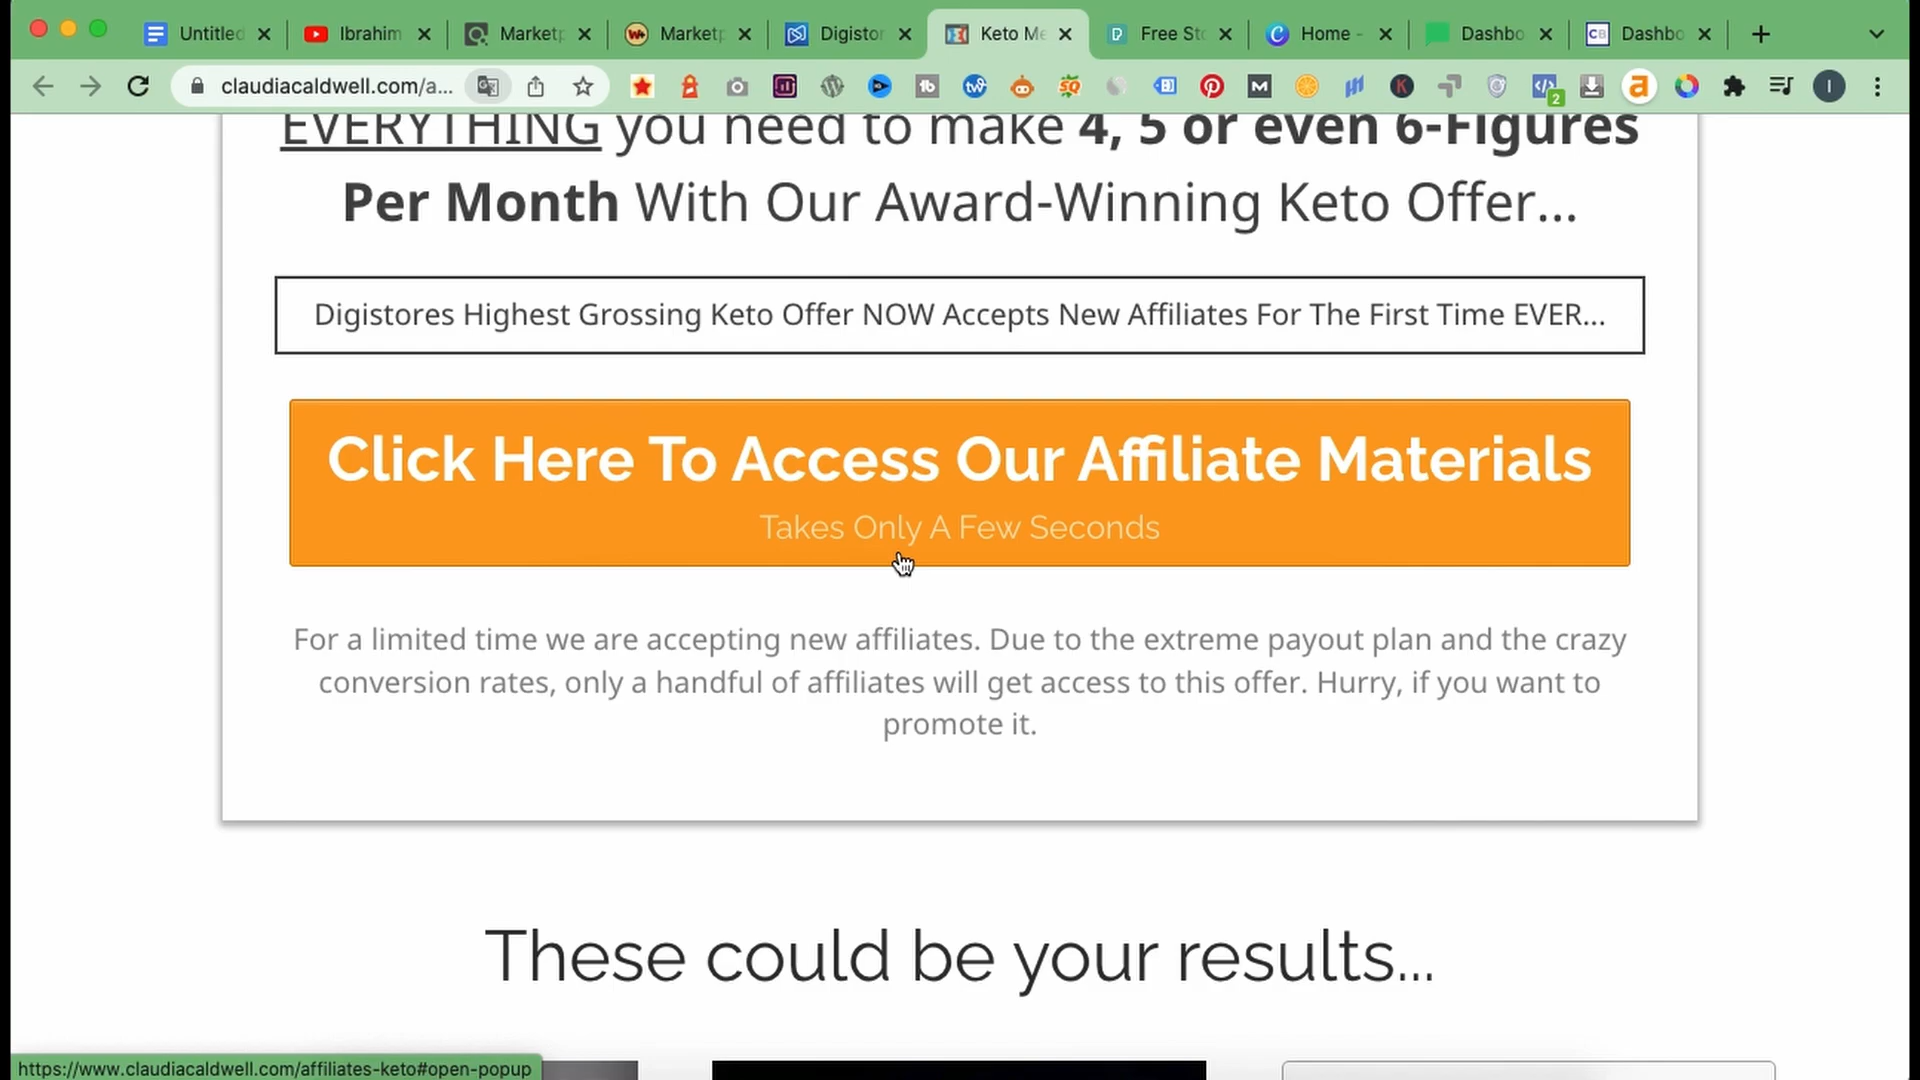 Untitled
Ibrahim
Marketp
Marketp
Digistor
Keto Me
Free Sto
Home -
Dashbo
Dashbo
claudiacaldwell.com/a...
2
I
EVERYTHING you need to make 4, 5 or even 6-Figures
Per Month With Our Award-Winning Keto Offer...
Digistores Highest Grossing Keto Offer NOW Accepts New Affiliates For The First Time EVER...
Click Here To Access Our Affiliate Materials
Takes Only A Few Seconds
For a limited time we are accepting new affiliates. Due to the extreme payout plan and the crazy
conversion rates, only a handful of affiliates will get access to this offer. Hurry, if you want to
promote it.
These could be your results...
https://www.claudiacaldwell.com/affiliates-keto#open-popup